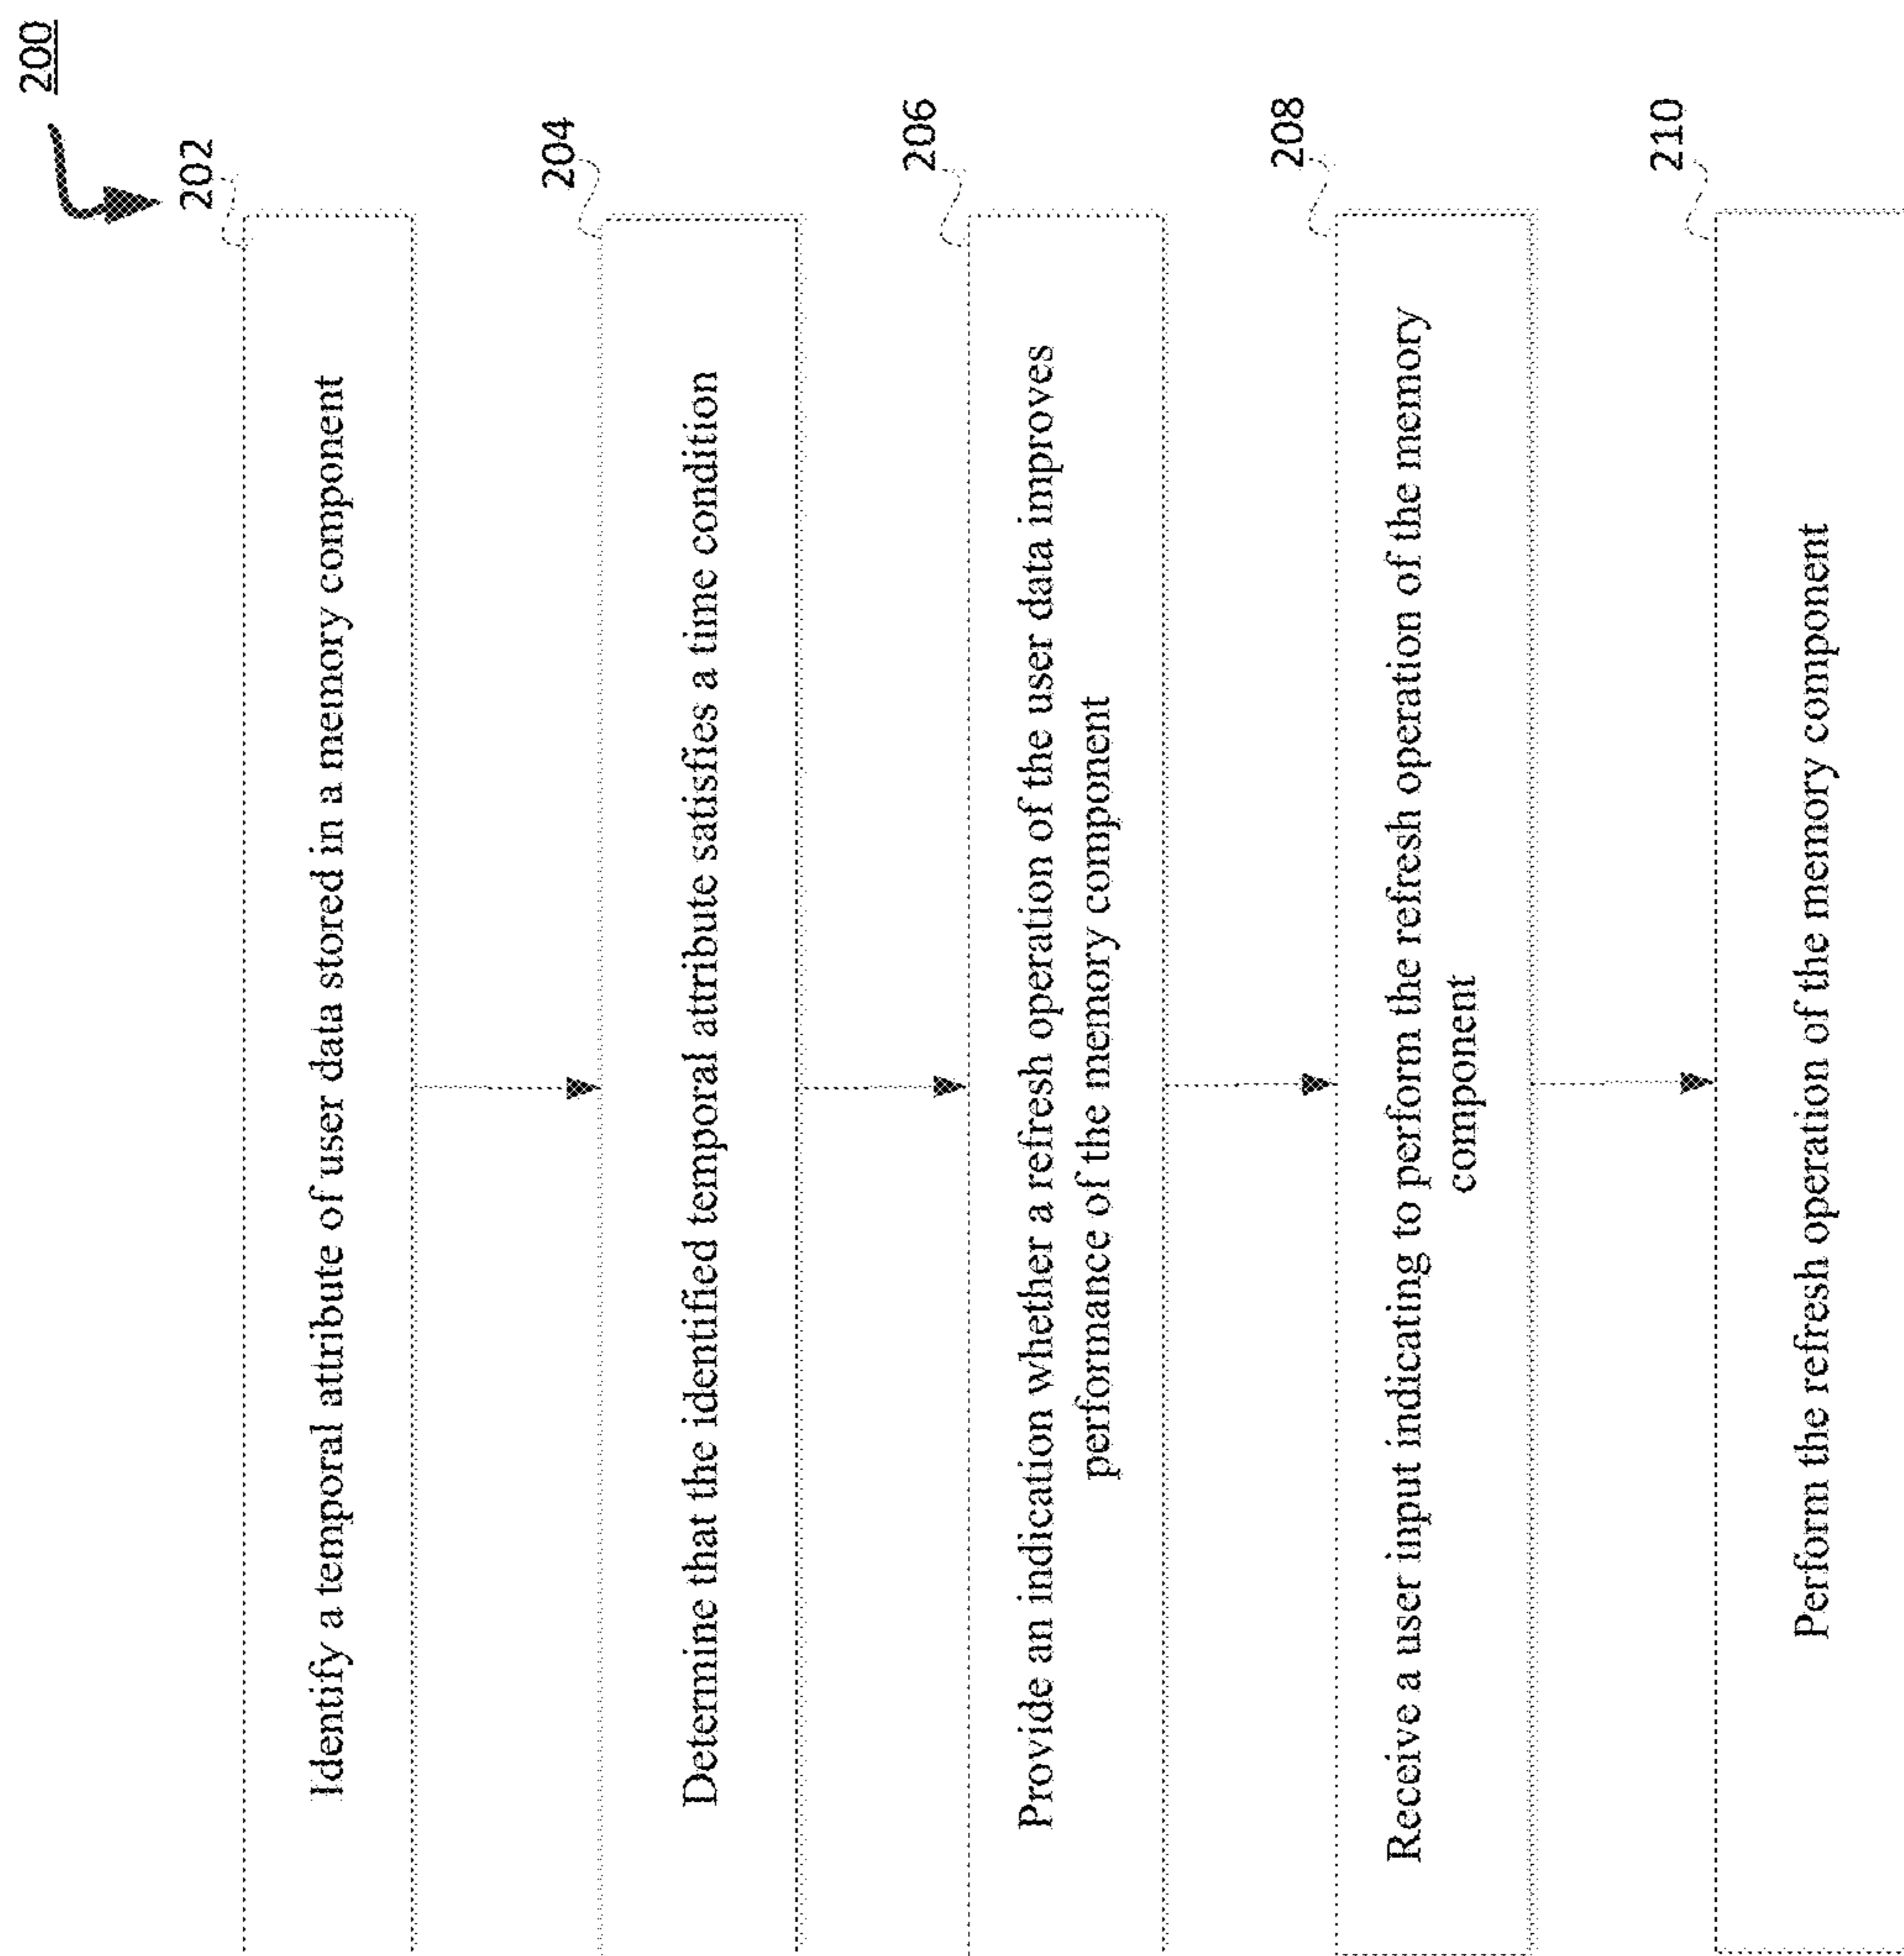 200
202
Identify a temporal attribute of user data stored in a memory component
204
Determine that the identified temporal attribute satisfies a time condition
206
Provide an indication whether a refresh operation of the user data improves
performance of the memory component
208
Receive a user input indicating to perform the refresh operation of the memory
component
210
Perform the refresh operation of the memory component